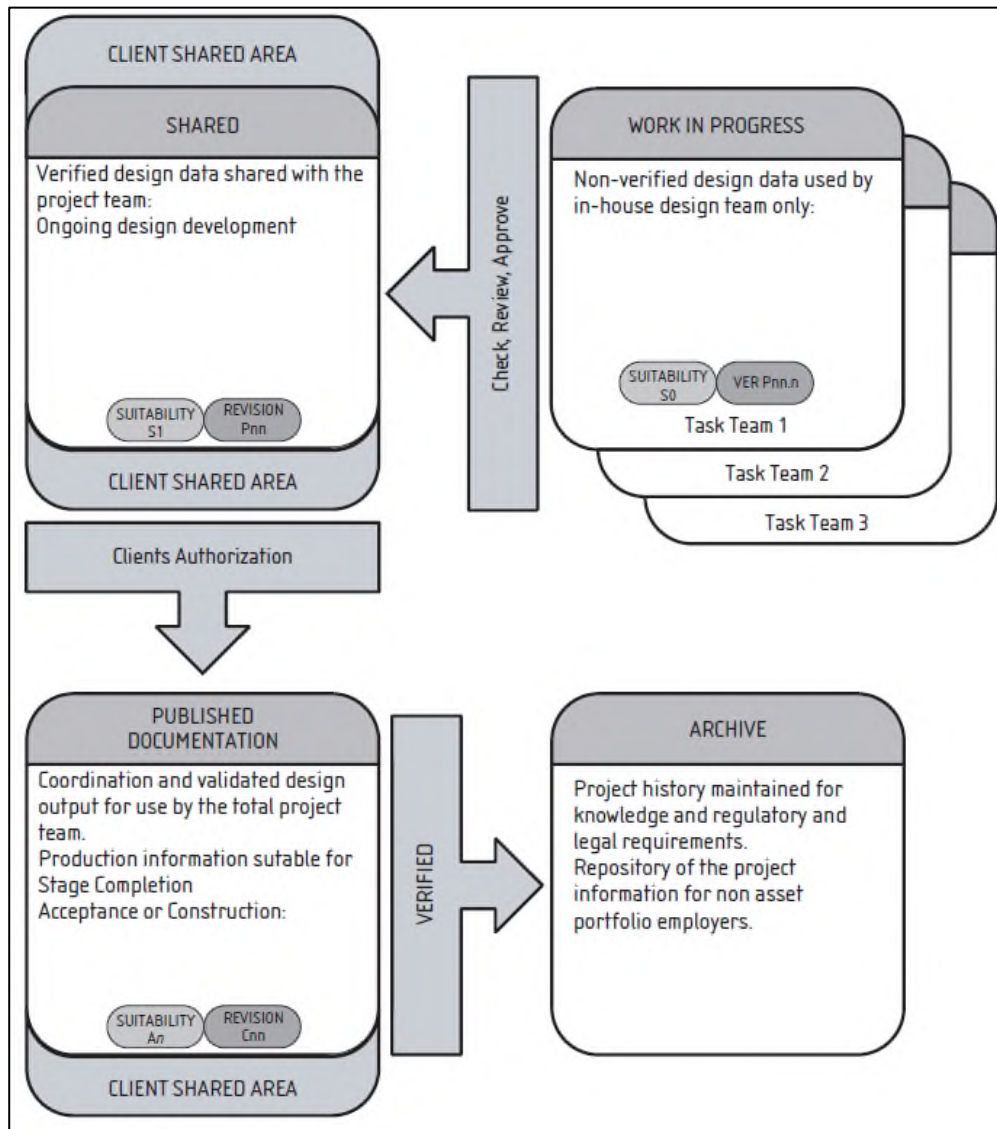 CLIENT SHARED AREA
SHARED
Verified design data shared with the
project team:
Ongoing design development
SUITABILITY
S1
REVISION
Pnn
CLIENT SHARED AREA
Check, Review, Approve
WORK IN PROGRESS
Non-verified design data used by
in-house design team only:
SUITABILITY
S0
VER Pnn.n
Task Team 1
Task Team 2
Task Team 3
Clients Authorization
PUBLISHED
DOCUMENTATION
Coordination and validated design
output for use by the total project
team.
Production information sutable for
Stage Completion
Acceptance or Construction:
SUITABILITY
An
REVISION
Cnn
CLIENT SHARED AREA
VERIFIED
ARCHIVE
Project history maintained for
knowledge and regulatory and
legal requirements.
Repository of the project
information for non asset
portfolio employers.